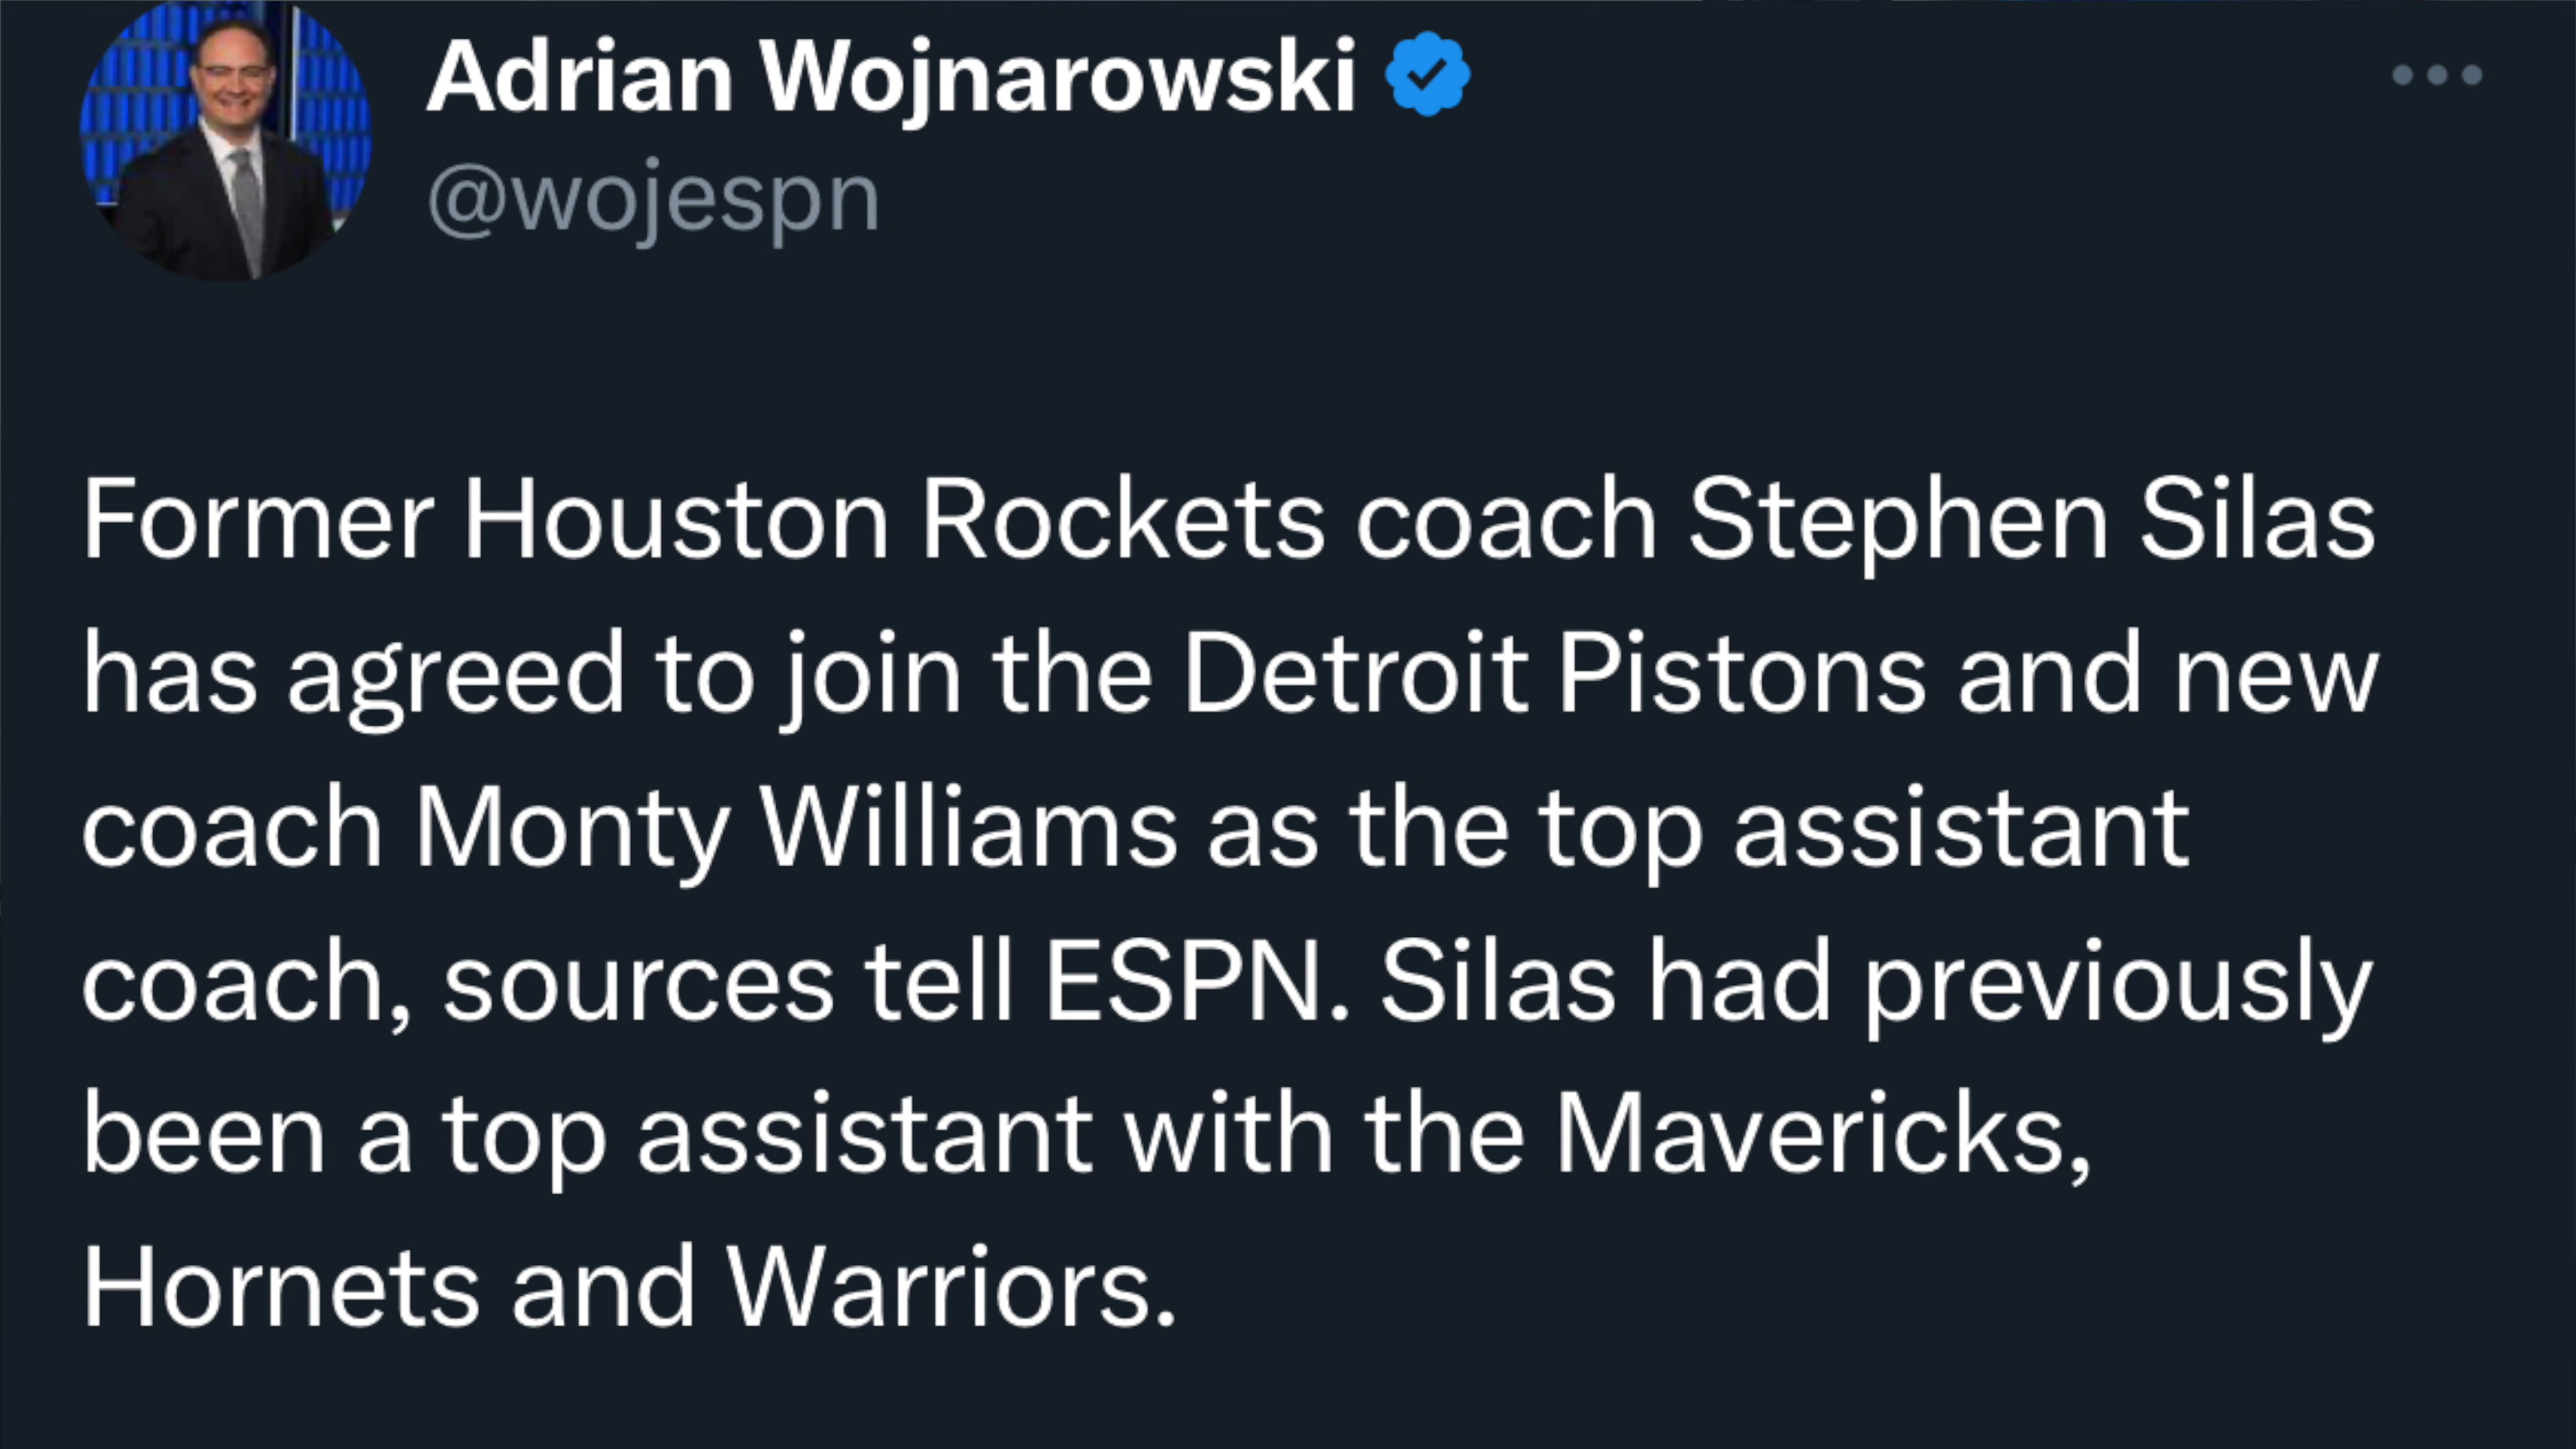 Adrian Wojnarowski
@wojespn
Former Houston Rockets coach Stephen Silas
has agreed to join the Detroit Pistons and new
coach Monty Williams as the top assistant
coach, sources tell ESPN. Silas had previously
been a top assistant with the Mavericks,
Hornets and Warriors.